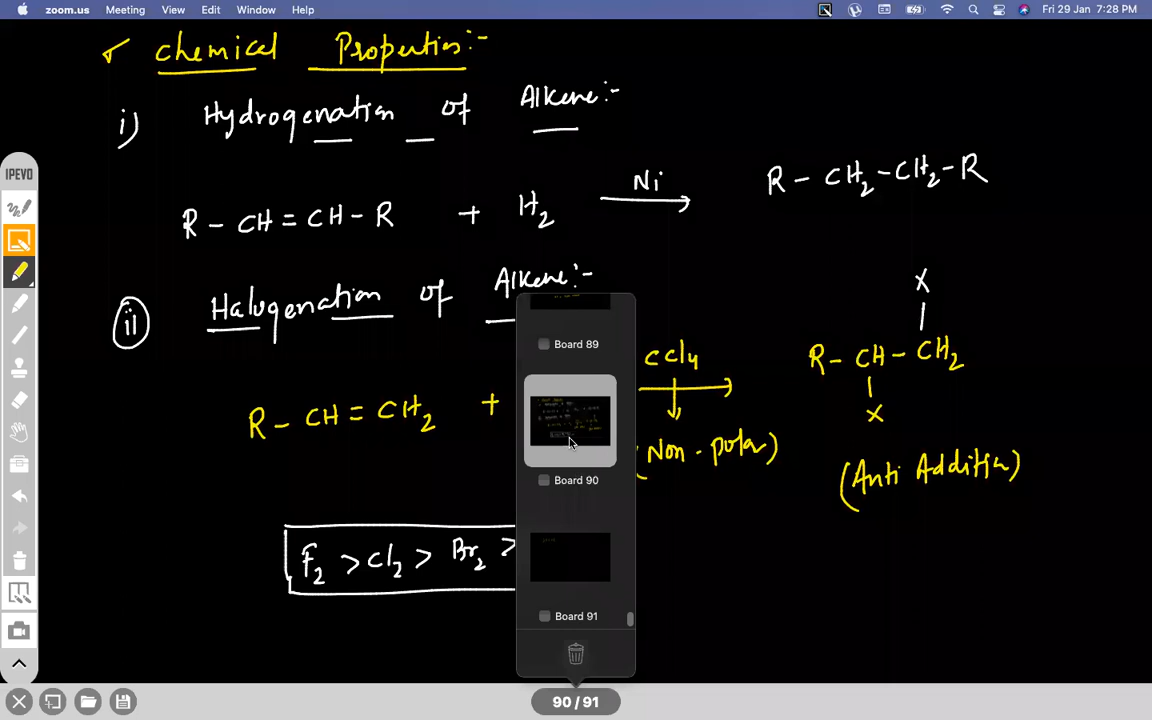 zoom.us Meeting View Edit Window Help Fri 29 Jan 7:28 PM
Chemical Properties:-
i) Hydrogenation of Alkene:-
R - CH = CH - R + H2 Ni R - CH2 - CH2 - R
IPEVO
ii) Halogenation of Alkene:-
X
R - CH = CH2 + CCl4 R - CH - CH2
X
(Non-polar) (Anti Addition)
F2 > Cl2 > Br2 >
Board 89
Board 90
Board 91
90 / 91